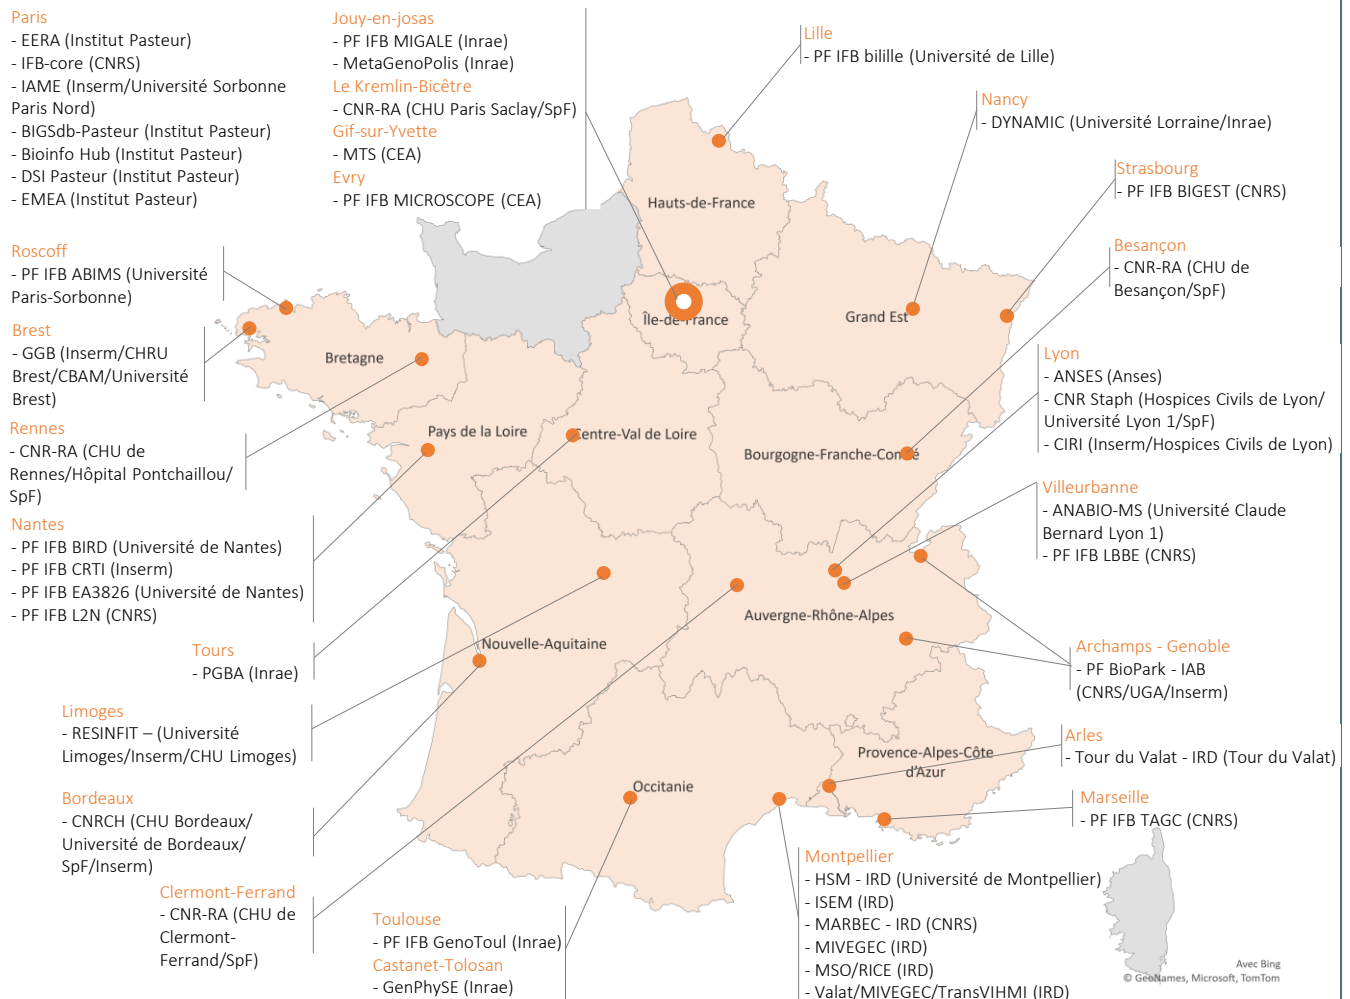 Paris
- EERA (Institut Pasteur)
- IFB-core (CNRS)
- IAME (Inserm/Université Sorbonne
Paris Nord)
- BIGSdb-Pasteur (Institut Pasteur)
- Bioinfo Hub (Institut Pasteur)
- DSI Pasteur (Institut Pasteur)
- EMEA (Institut Pasteur)
Jouy-en-josas
- PF IFB MIGALE (Inrae)
- MetaGenoPolis (Inrae)
Le Kremlin-Bicêtre
- CNR-RA (CHU Paris Saclay/SpF)
Gif-sur-Yvette
- MTS (CEA)
Evry
- PF IFB MICROSCOPE (CEA)
Lille
- PF IFB bilille (Université de Lille)
Nancy
- DYNAMIC (Université Lorraine/Inrae)
Strasbourg
- PF IFB BIGEST (CNRS)
Besançon
- CNR-RA (CHU de
Besançon/SpF)
Roscoff
- PF IFB ABIMS (Université
Paris-Sorbonne)
Brest
- GGB (Inserm/CHRU
Brest/CBAM/Université
Brest)
Rennes
- CNR-RA (CHU de
Rennes/Hôpital Pontchaillou/
SpF)
Nantes
- PF IFB BIRD (Université de Nantes)
- PF IFB CRTI (Inserm)
- PF IFB EA3826 (Université de Nantes)
- PF IFB L2N (CNRS)
Tours
- PGBA (Inrae)
Limoges
- RESINFIT – (Université
Limoges/Inserm/CHU Limoges)
Bordeaux
- CNRCH (CHU Bordeaux/
Université de Bordeaux/
SpF/Inserm)
Clermont-Ferrand
- CNR-RA (CHU de
Clermont-
Ferrand/SpF)
Toulouse
- PF IFB GenoToul (Inrae)
Castanet-Tolosan
- GenPhySE (Inrae)
Hauts-de-France
Île-de-France
Grand Est
Bretagne
Pays de la Loire
Centre-Val de Loire
Bourgogne-Franche-Comté
Auvergne-Rhône-Alpes
Nouvelle-Aquitaine
Occitanie
Provence-Alpes-Côte
d'Azur
Lyon
- ANSES (Anses)
- CNR Staph (Hospices Civils de Lyon/
Université Lyon 1/SpF)
- CIRI (Inserm/Hospices Civils de Lyon)
Villeurbanne
- ANABIO-MS (Université Claude
Bernard Lyon 1)
- PF IFB LBBE (CNRS)
Archamps - Genoble
- PF BioPark - IAB
(CNRS/UGA/Inserm)
Arles
- Tour du Valat - IRD (Tour du Valat)
Marseille
- PF IFB TAGC (CNRS)
Montpellier
- HSM - IRD (Université de Montpellier)
- ISEM (IRD)
- MARBEC - IRD (CNRS)
- MIVEGEC (IRD)
- MSO/RICE (IRD)
- Valat/MIVEGEC/TransVIHMI (IRD)
Avec Bing
© GeoNames, Microsoft, TomTom